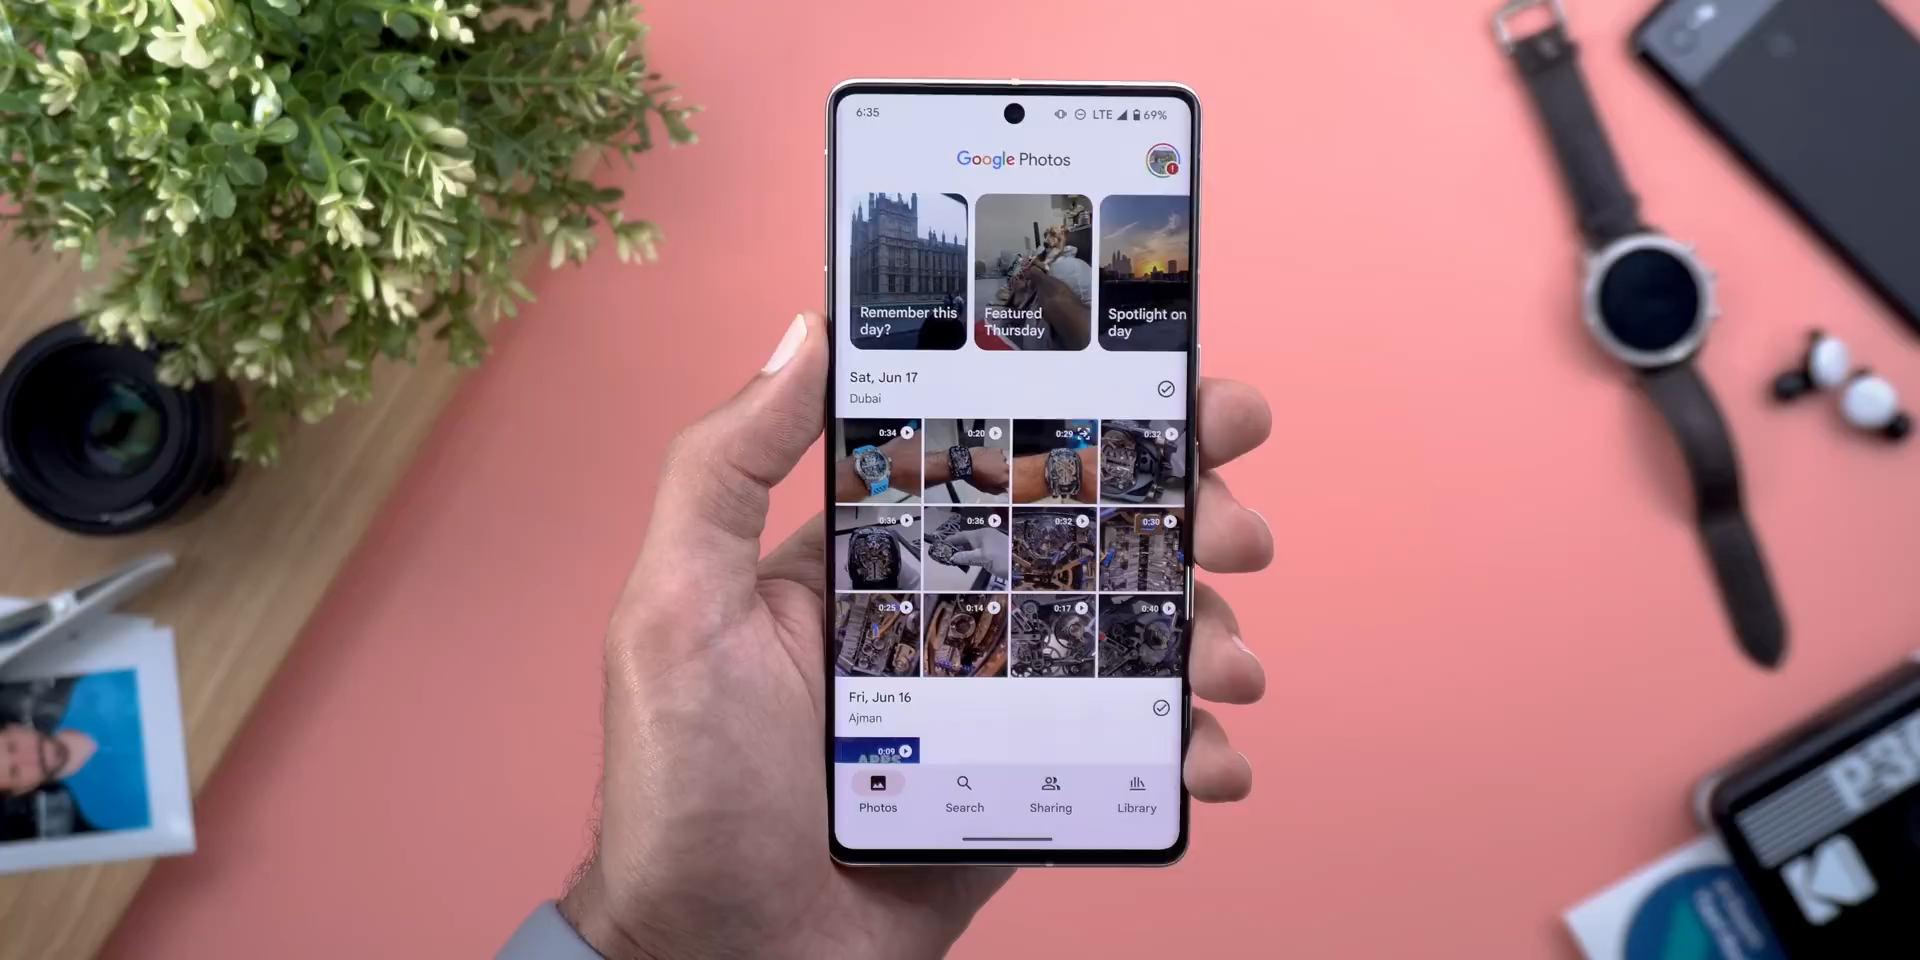 6:35
LTE 69%
Google Photos
Remember this
day?
Featured
Thursday
Spotlight on
day
Sat, Jun 17
Dubai
0:34
0:20
0:29
0:32
0:36
0:36
0:32
0:30
0:25
0:14
0:17
0:40
Fri, Jun 16
Ajman
0:09
APPS
Photos
Search
Sharing
Library
P30